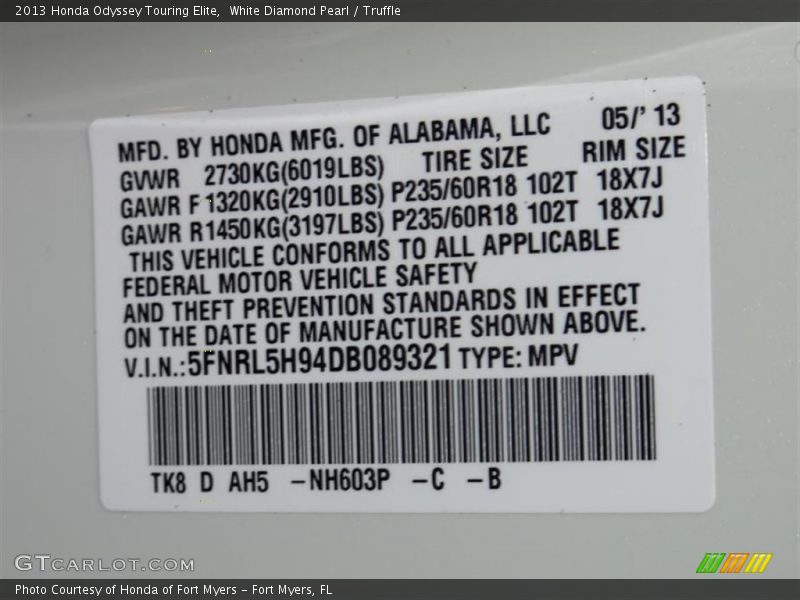 2013 Honda Odyssey Touring Elite,  White Diamond Pearl / Truffle
MFD. BY HONDA MFG. OF ALABAMA, LLC 05/' 13
GVWR 2730KG(6019LBS) TIRE SIZE RIM SIZE
GAWR F 1320KG(2910LBS) P235/60R18 102T 18X7J
GAWR R 1450KG(3197LBS) P235/60R18 102T 18X7J
THIS VEHICLE CONFORMS TO ALL APPLICABLE
FEDERAL MOTOR VEHICLE SAFETY
AND THEFT PREVENTION STANDARDS IN EFFECT
ON THE DATE OF MANUFACTURE SHOWN ABOVE.
V.I.N.:5FNRL5H94DB089321 TYPE: MPV
TK8 D AH5 -NH603P -C -B
GTCARLOT.COM
Photo Courtesy of Honda of Fort Myers - Fort Myers, FL